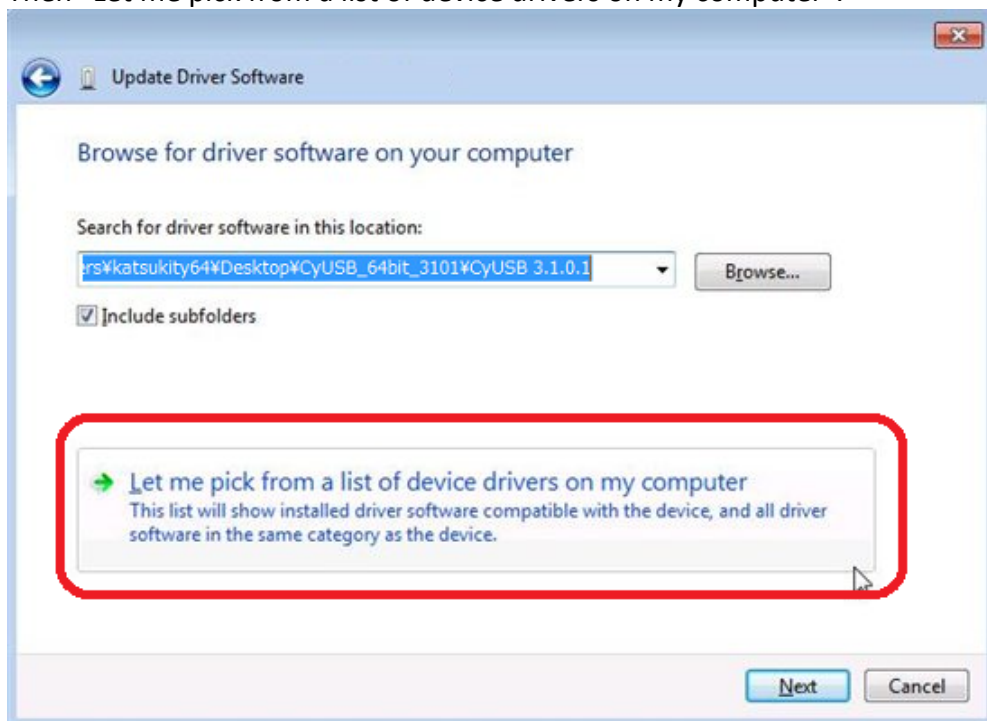 Then "Let me pick from a list of device drivers on my computer".
Update Driver Software
Browse for driver software on your computer
Search for driver software in this location:
ers¥katsukity64¥Desktop¥CyUSB_64bit_3101¥CyUSB 3.1.0.1
Browse...
Include subfolders
Let me pick from a list of device drivers on my computer
This list will show installed driver software compatible with the device, and all driver
software in the same category as the device.
Next Cancel